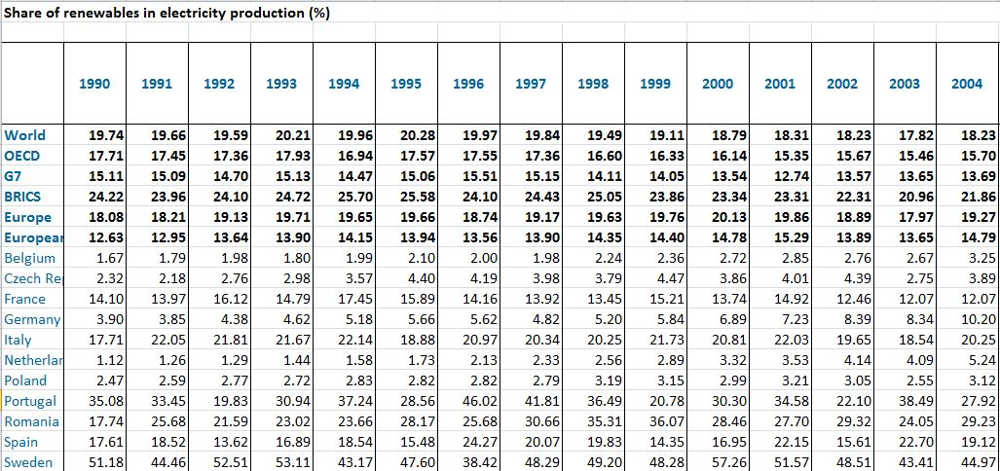 Share of renewables in electricity production (%)
1990 1991 1992 1993 1994 1995 1996 1997 1998 1999 2000 2001 2002 2003 2004
World 19.74 19.66 19.59 20.21 19.96 20.28 19.97 19.84 19.49 19.11 18.79 18.31 18.23 17.82 18.23
OECD 17.71 17.45 17.36 17.93 16.94 17.57 17.55 17.36 16.60 16.33 16.14 15.35 15.67 15.46 15.70
G7 15.11 15.09 14.70 15.13 14.47 15.06 15.51 15.15 14.11 14.05 13.54 12.74 13.57 13.65 13.69
BRICS 24.22 23.96 24.10 24.72 25.70 25.58 24.10 24.43 25.05 23.86 23.34 23.31 22.31 20.96 21.86
Europe 18.08 18.21 19.13 19.71 19.65 19.66 18.74 19.17 19.63 19.76 20.13 19.86 18.89 17.97 19.27
European 12.63 12.95 13.64 13.90 14.15 13.94 13.56 13.90 14.35 14.40 14.78 15.29 13.89 13.65 14.79
Belgium 1.67 1.79 1.98 1.80 1.99 2.10 2.00 1.98 2.24 2.36 2.72 2.85 2.76 2.67 3.25
Czech Re 2.32 2.18 2.76 2.98 3.57 4.40 4.19 3.98 3.79 4.47 3.86 4.01 4.39 2.75 3.89
France 14.10 13.97 16.12 14.79 17.45 15.89 14.16 13.92 13.45 15.21 13.74 14.92 12.46 12.07 12.07
Germany 3.90 3.85 4.38 4.62 5.18 5.66 5.62 4.82 5.20 5.84 6.89 7.23 8.39 8.34 10.20
Italy 17.71 22.05 21.81 21.67 22.14 18.88 20.97 20.34 20.25 21.73 20.81 22.03 19.65 18.54 20.25
Netherlan 1.12 1.26 1.29 1.44 1.58 1.73 2.13 2.33 2.56 2.89 3.32 3.53 4.14 4.09 5.24
Poland 2.47 2.59 2.77 2.72 2.83 2.82 2.82 2.79 3.19 3.15 2.99 3.21 3.05 2.55 3.12
Portugal 35.08 33.45 19.83 30.94 37.24 28.56 46.02 41.81 36.49 20.78 30.30 34.58 22.10 38.49 27.92
Romania 17.74 25.68 21.59 23.02 23.66 28.17 25.68 30.66 35.31 36.07 28.46 27.70 29.32 24.05 29.23
Spain 17.61 18.52 13.62 16.89 18.54 15.48 24.27 20.07 19.83 14.35 16.95 22.15 15.61 22.70 19.12
Sweden 51.18 44.46 52.51 53.11 43.17 47.60 38.42 48.29 49.20 48.28 57.26 51.57 48.51 43.41 44.97